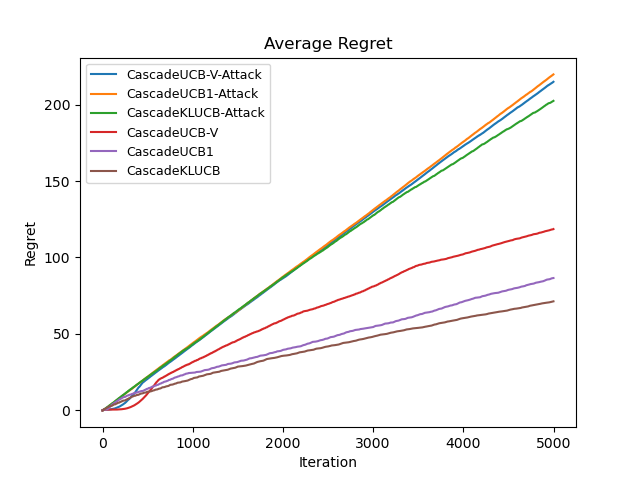 Average Regret
CascadeUCB-V-Attack
CascadeUCB1-Attack
CascadeKLUCB-Attack
CascadeUCB-V
CascadeUCB1
CascadeKLUCB
200
150
100
50
0
Regret
0 1000 2000 3000 4000 5000
Iteration